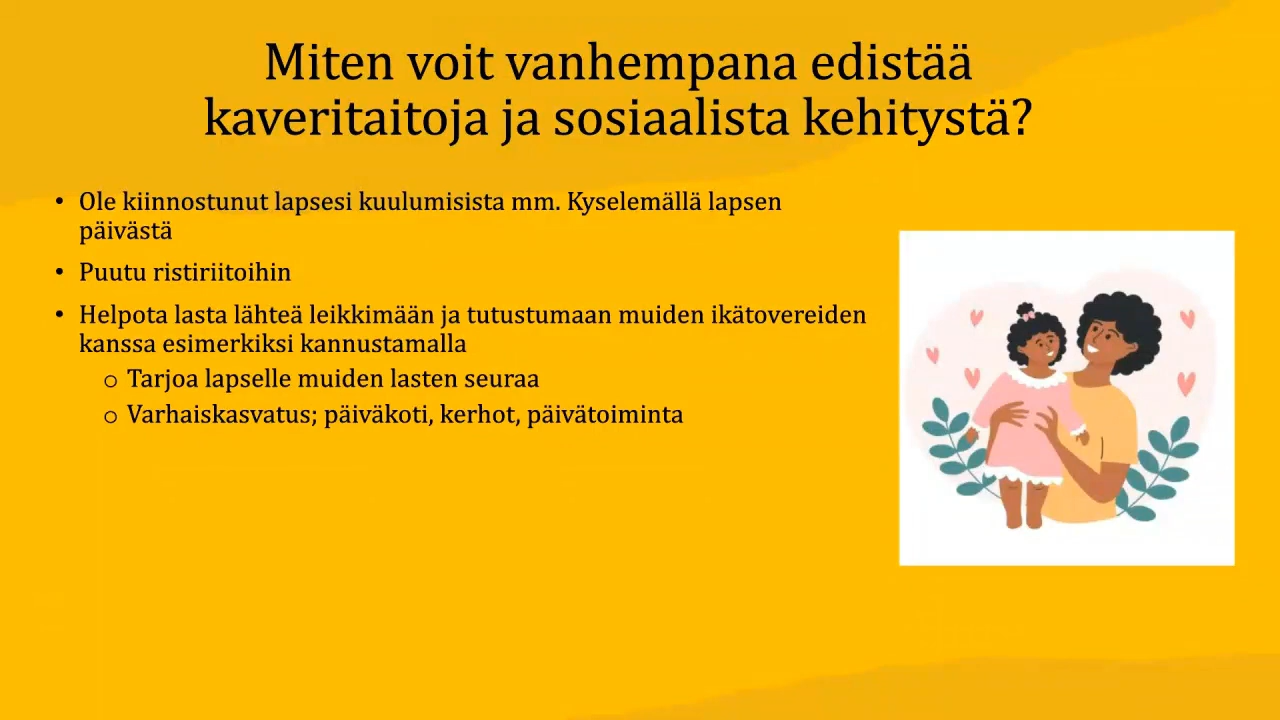 Miten voit vanhempana edistää
kaveritaitoja ja sosiaalista kehitystä?
• Ole kiinnostunut lapsesi kuulumisista mm. Kyselemällä lapsen
päivästä
• Puutu ristiriitoihin
• Helpota lasta lähteä leikkimään ja tutustumaan muiden ikätovereiden
kanssa esimerkiksi kannustamalla
o Tarjoa lapselle muiden lasten seuraa
o Varhaiskasvatus; päiväkoti, kerhot, päivätoiminta